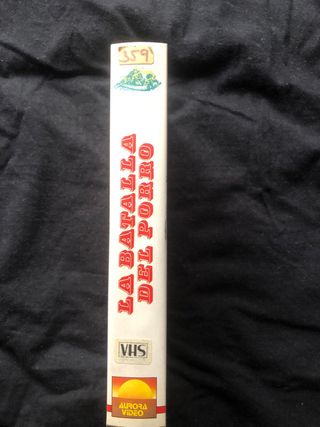 359
LA BATALLA
DEL PORRO
VHS
AURORA
VIDEO